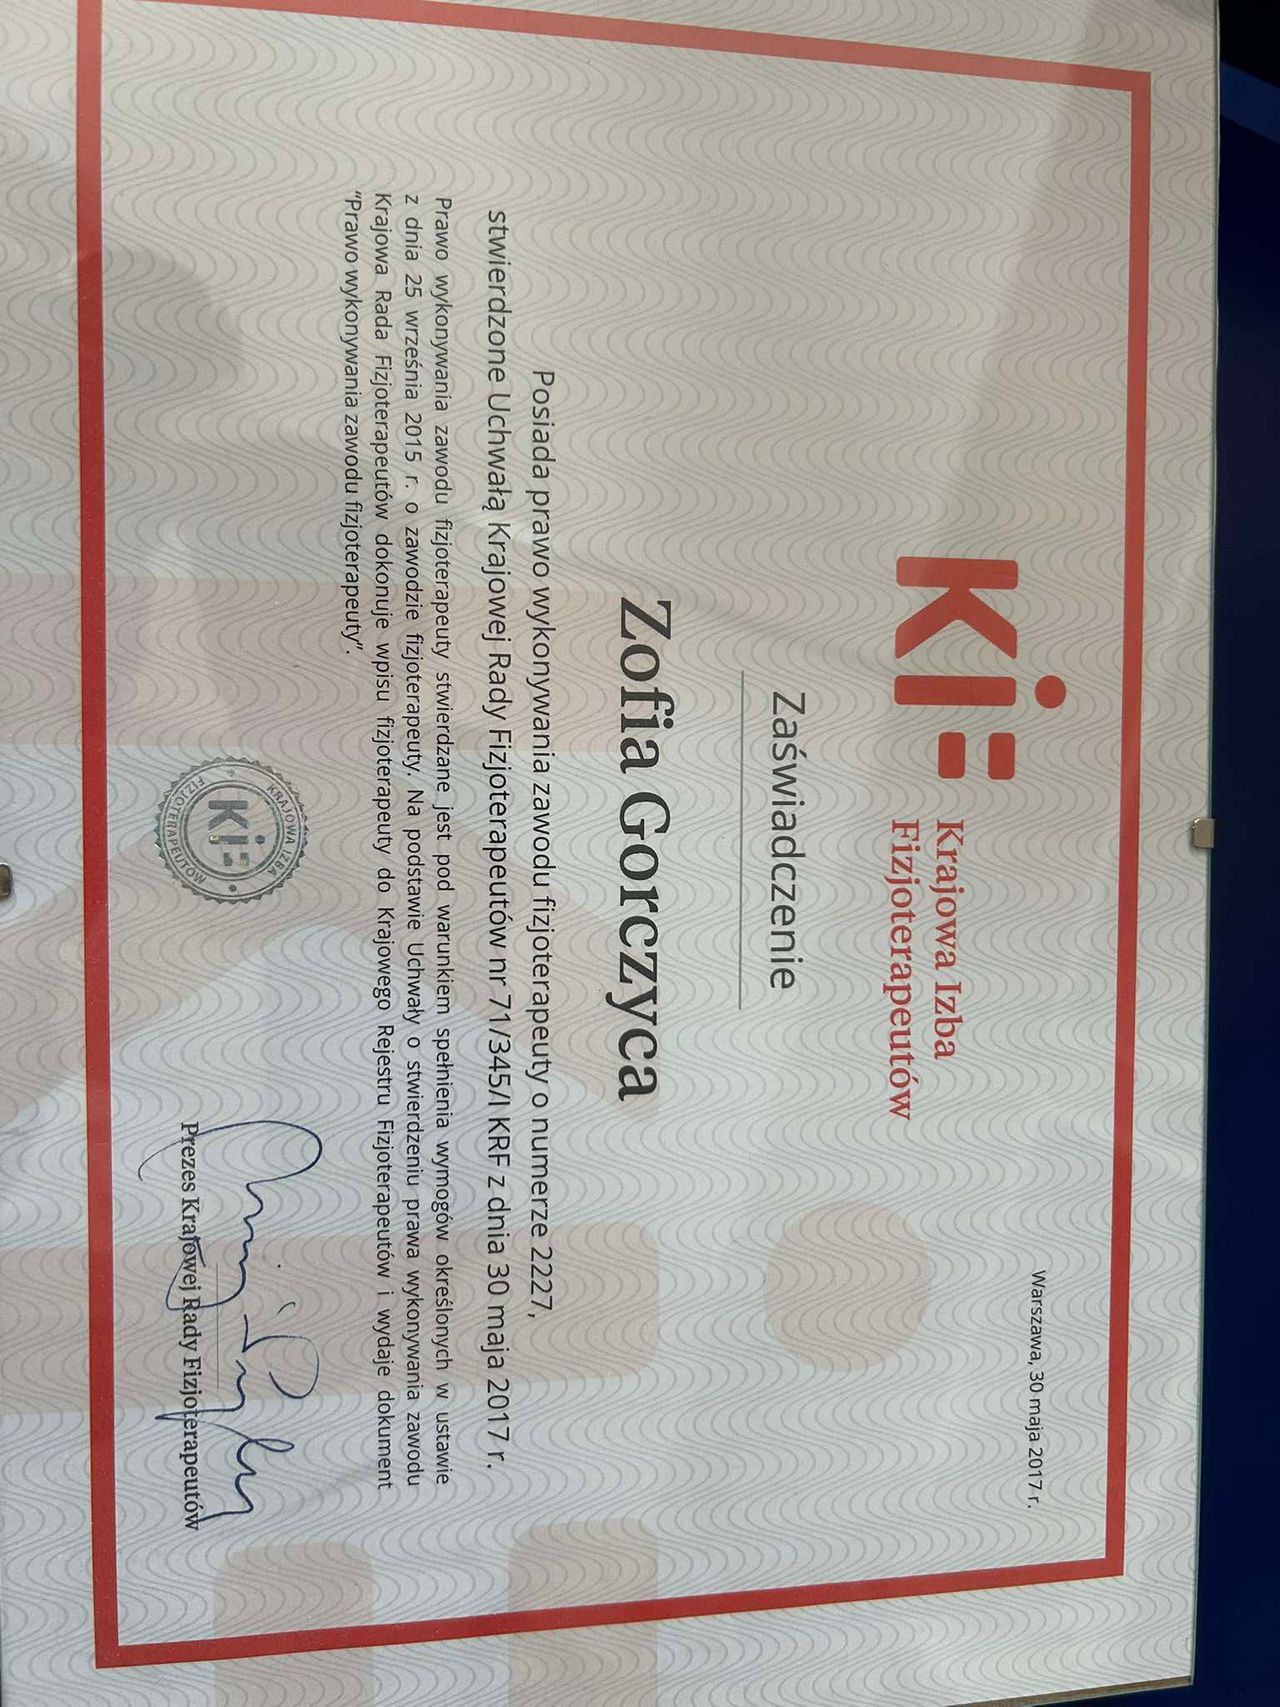 Warszawa, 30 maja 2017 r.
Krajowa Izba
Fizjoterapeutów
Zaświadczenie
Zofia Gorczyca
Posiada prawo wykonywania zawodu fizjoterapeuty o numerze 2227,
stwierdzone Uchwałą Krajowej Rady Fizjoterapeutów nr 71/345/I KRF z dnia 30 maja 2017 r.
Prawo wykonywania zawodu fizjoterapeuty stwierdzane jest pod warunkiem spełnienia wymogów określonych w ustawie
z dnia 25 września 2015 r. o zawodzie fizjoterapeuty. Na podstawie Uchwały o stwierdzeniu prawa wykonywania zawodu
Krajowa Rada Fizjoterapeutów dokonuje wpisu fizjoterapeuty do Krajowego Rejestru Fizjoterapeutów i wydaje dokument
"Prawo wykonywania zawodu fizjoterapeuty".
KRAJOWA IZBA
FIZJOTERAPEUTÓW
Prezes Krajowej Rady Fizjoterapeutów